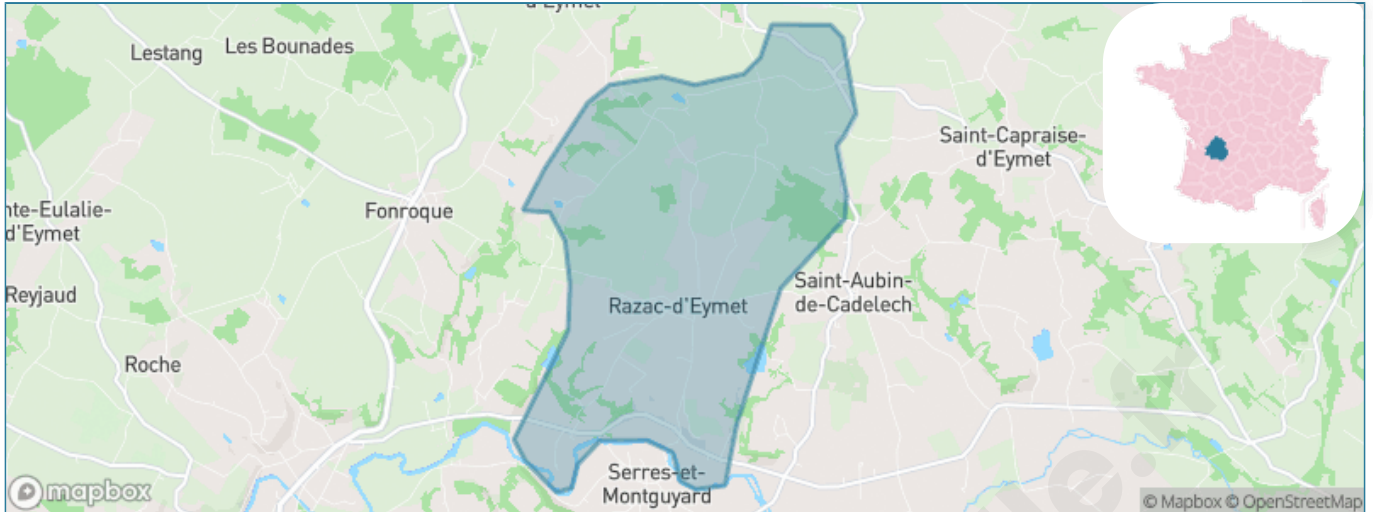 d'Eymet
Lestang
Les Bounades
Saint-Capraise-
d'Eymet
nte-Eulalie-
d'Eymet
Fonroque
Reyjaud
Razac-d'Eymet
Saint-Aubin-
de-Cadelech
Roche
Serres-et-
Montguyard
mapbox
© Mapbox © OpenStreetMap